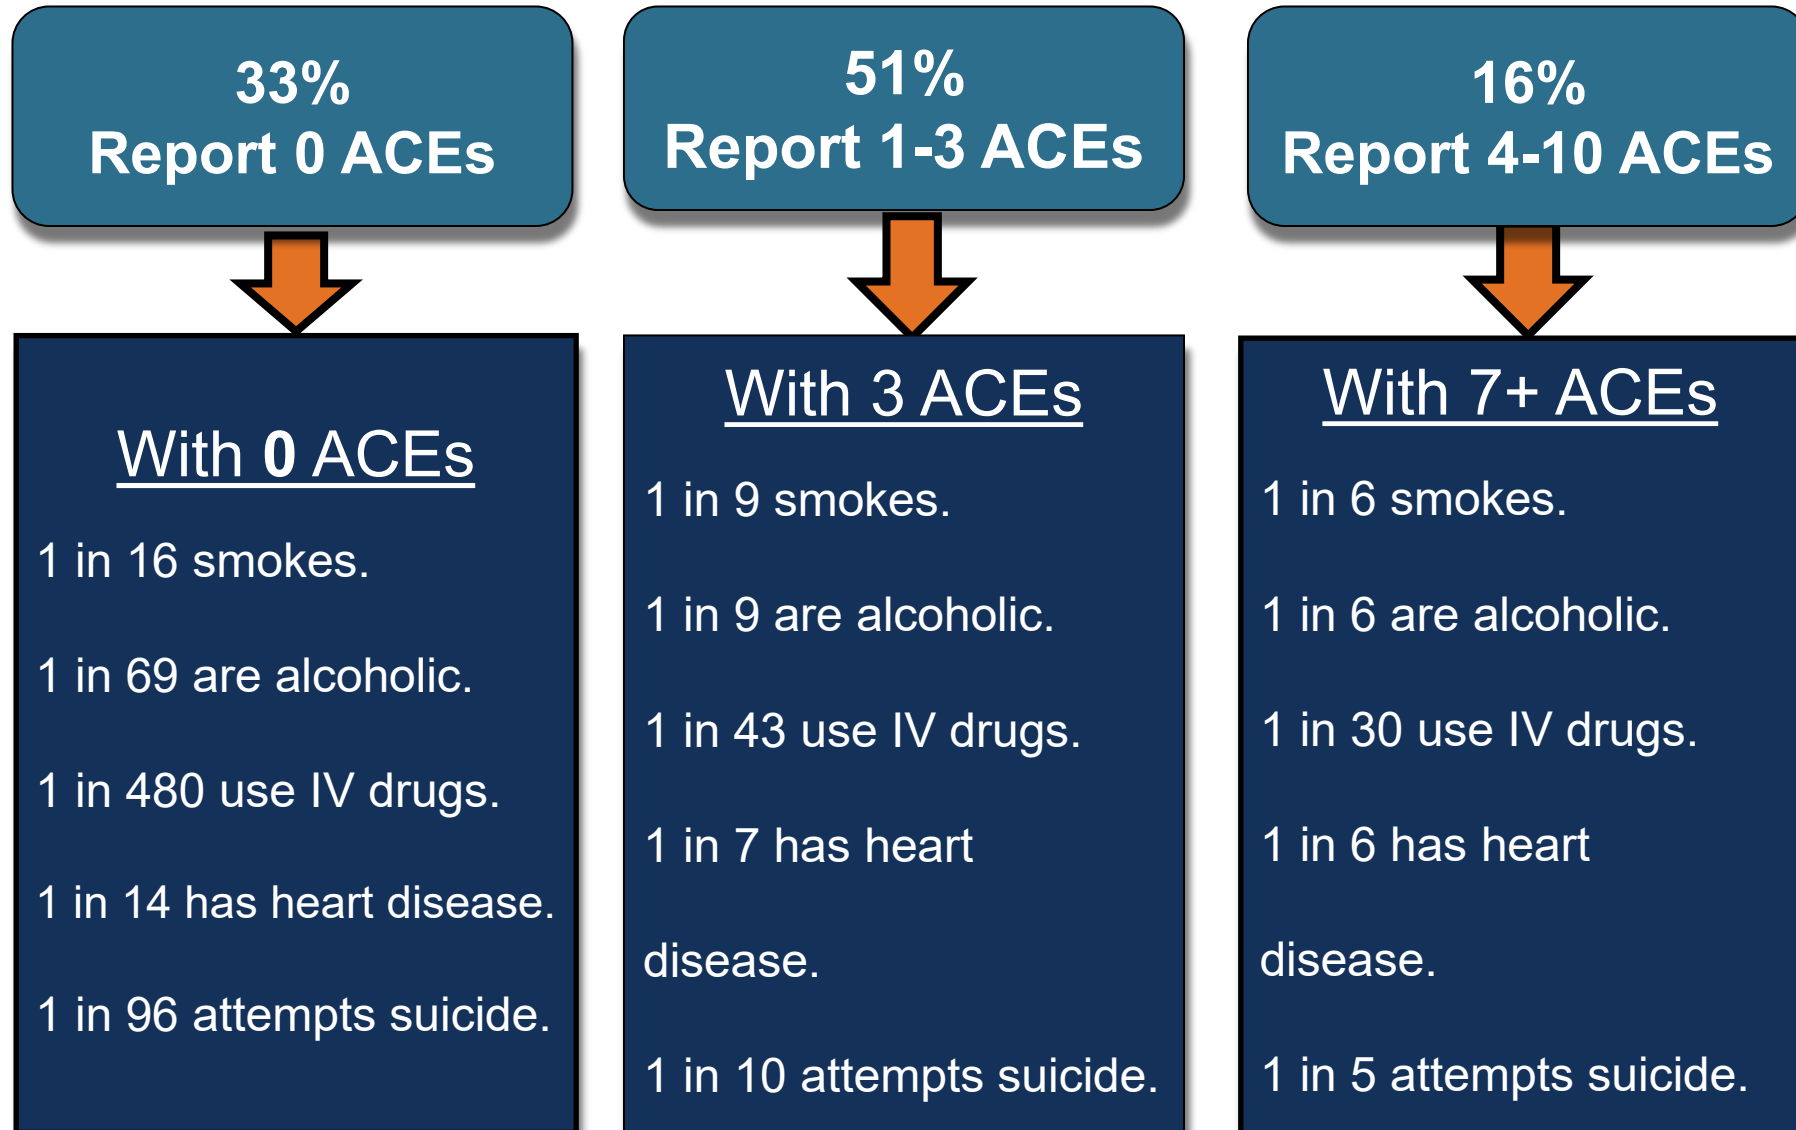 33%
Report 0 ACEs
51%
Report 1-3 ACEs
16%
Report 4-10 ACEs
With 0 ACEs
1 in 16 smokes.
1 in 69 are alcoholic.
1 in 480 use IV drugs.
1 in 14 has heart disease.
1 in 96 attempts suicide.
With 3 ACEs
1 in 9 smokes.
1 in 9 are alcoholic.
1 in 43 use IV drugs.
1 in 7 has heart
disease.
1 in 10 attempts suicide.
With 7+ ACEs
1 in 6 smokes.
1 in 6 are alcoholic.
1 in 30 use IV drugs.
1 in 6 has heart
disease.
1 in 5 attempts suicide.